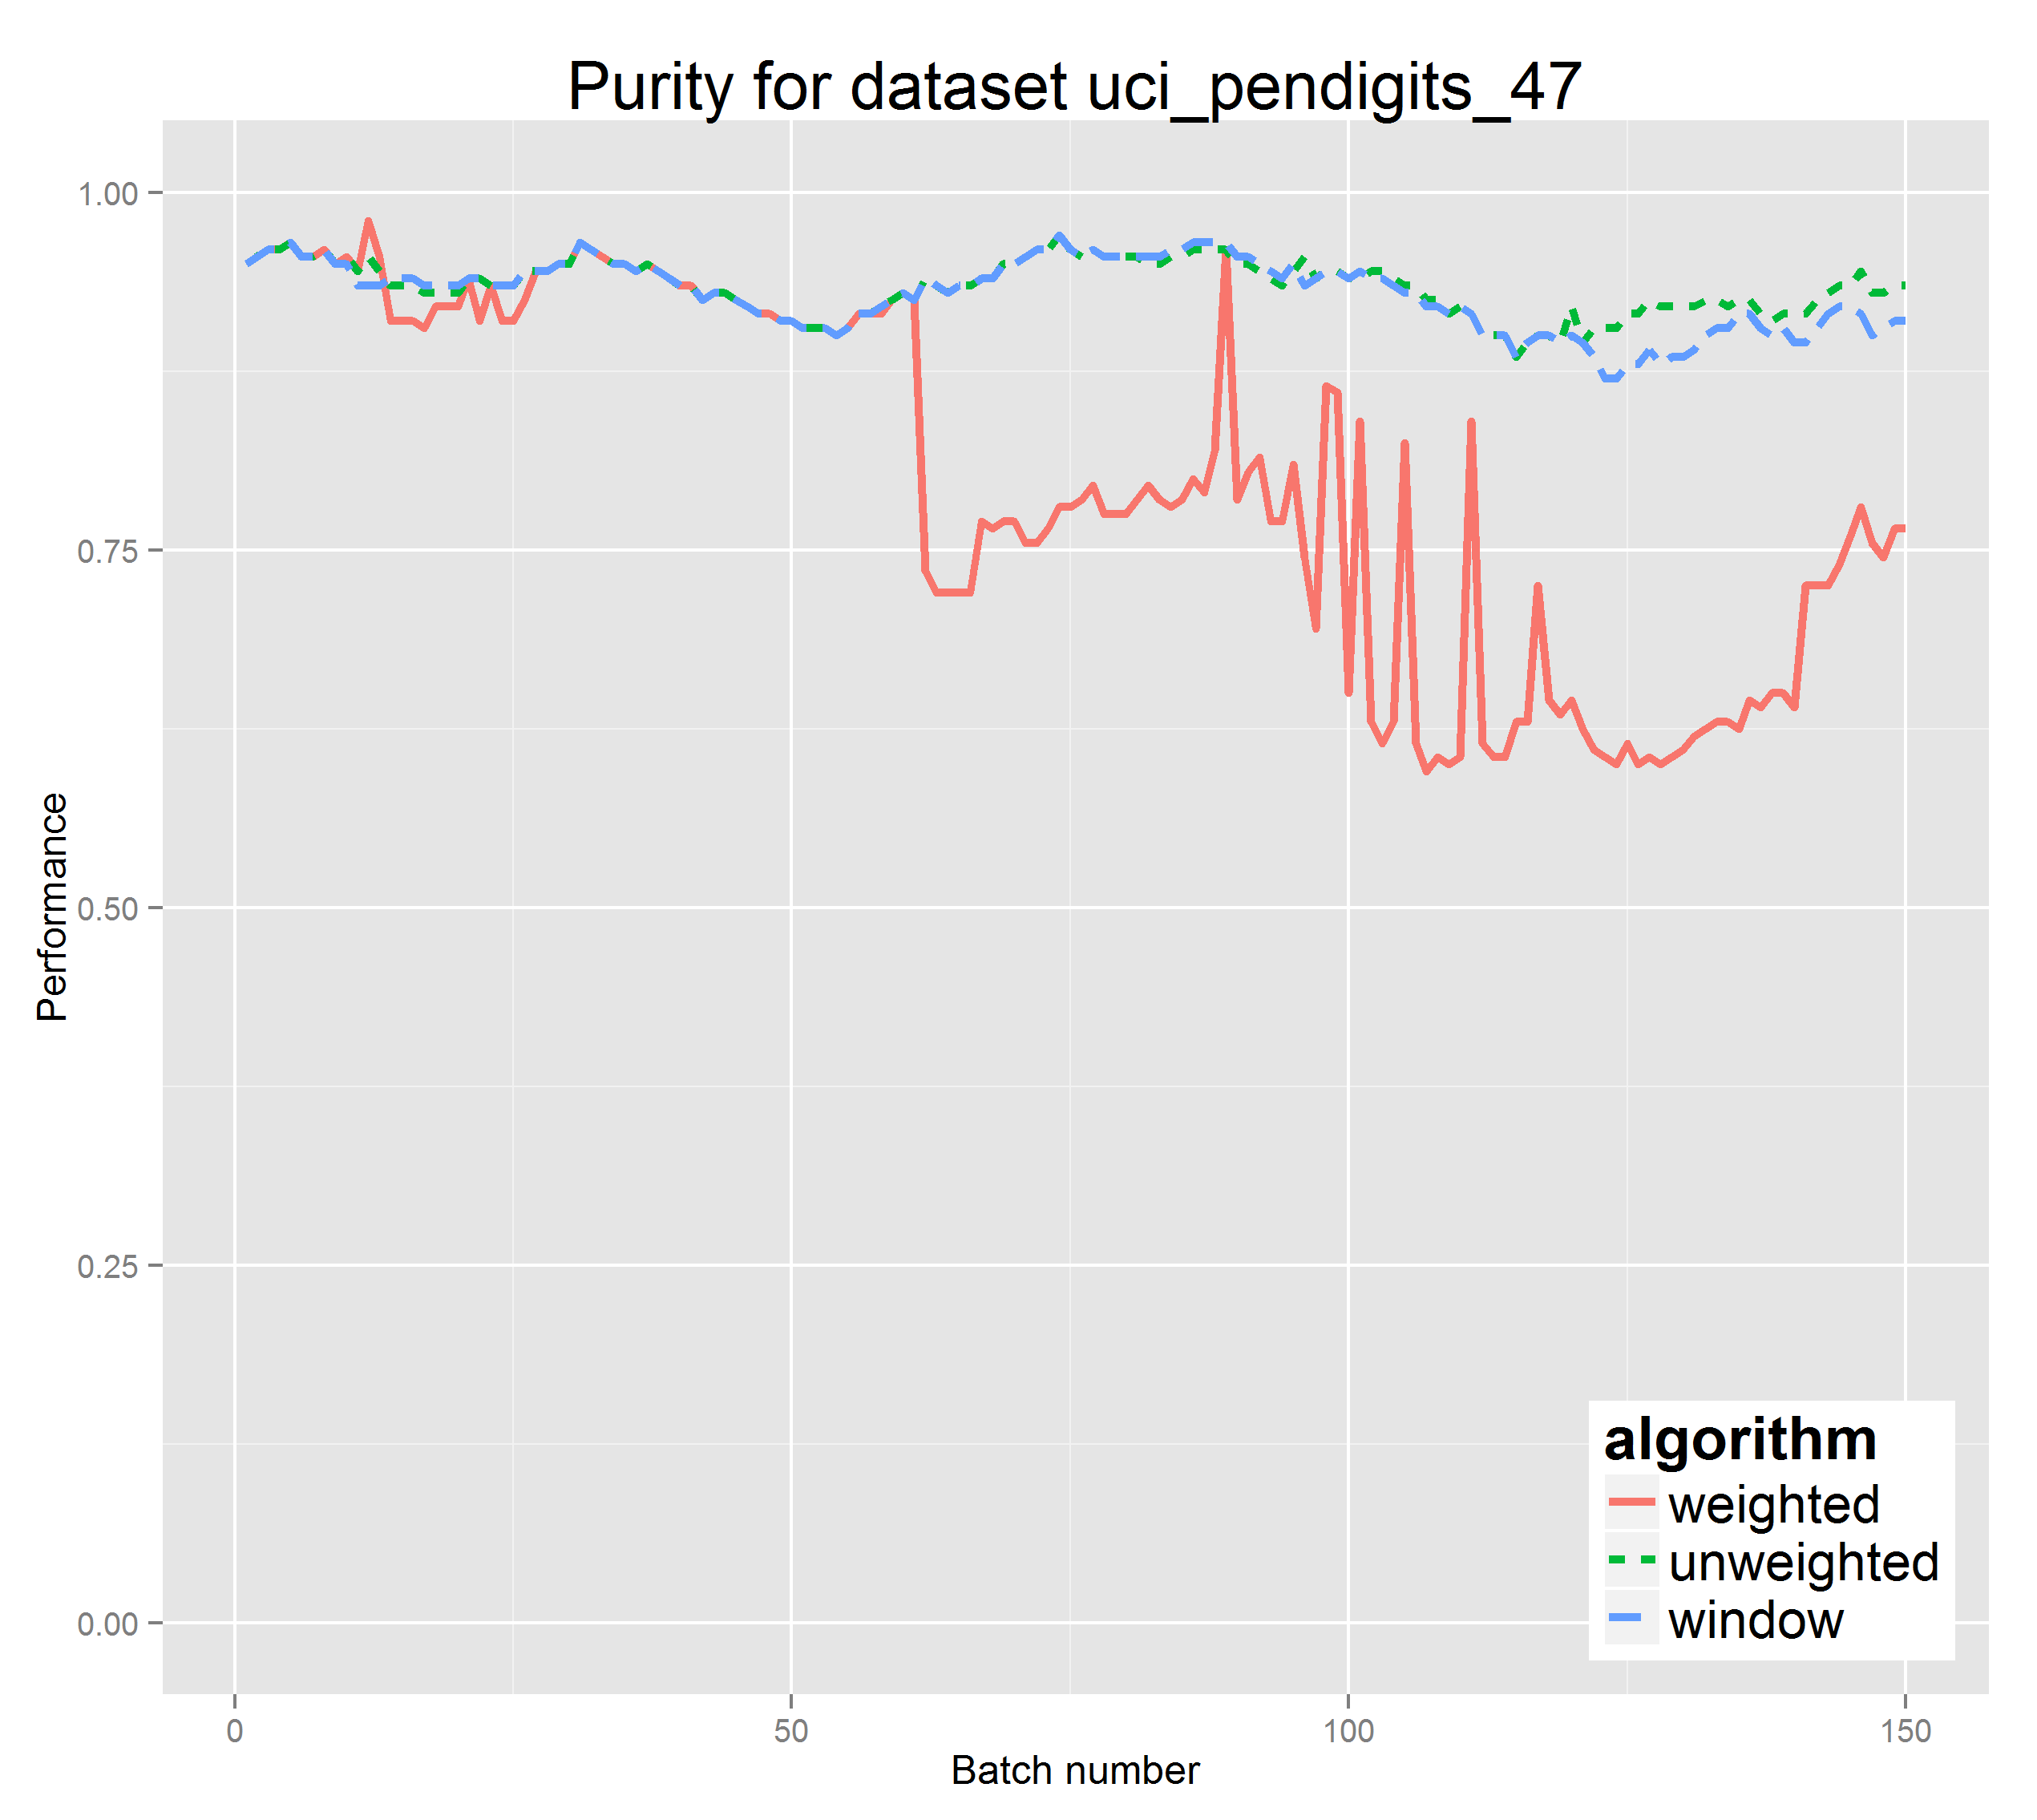 Purity for dataset uci_pendigits_47
1.00
0.75
0.50
0.25
0.00
Performance
0
50
100
150
Batch number
algorithm
weighted
unweighted
window